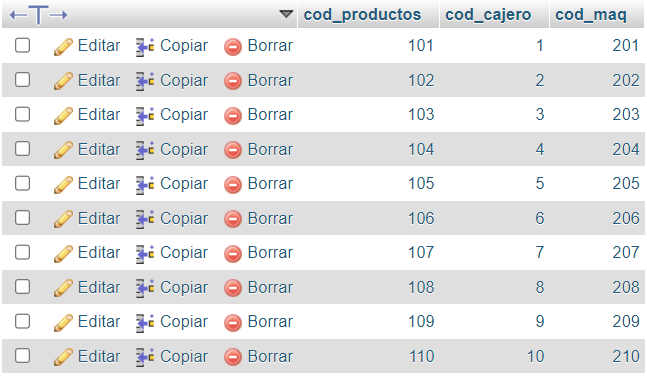 cod_productos cod_cajero cod_maq
Editar Copiar Borrar 101 1 201
Editar Copiar Borrar 102 2 202
Editar Copiar Borrar 103 3 203
Editar Copiar Borrar 104 4 204
Editar Copiar Borrar 105 5 205
Editar Copiar Borrar 106 6 206
Editar Copiar Borrar 107 7 207
Editar Copiar Borrar 108 8 208
Editar Copiar Borrar 109 9 209
Editar Copiar Borrar 110 10 210